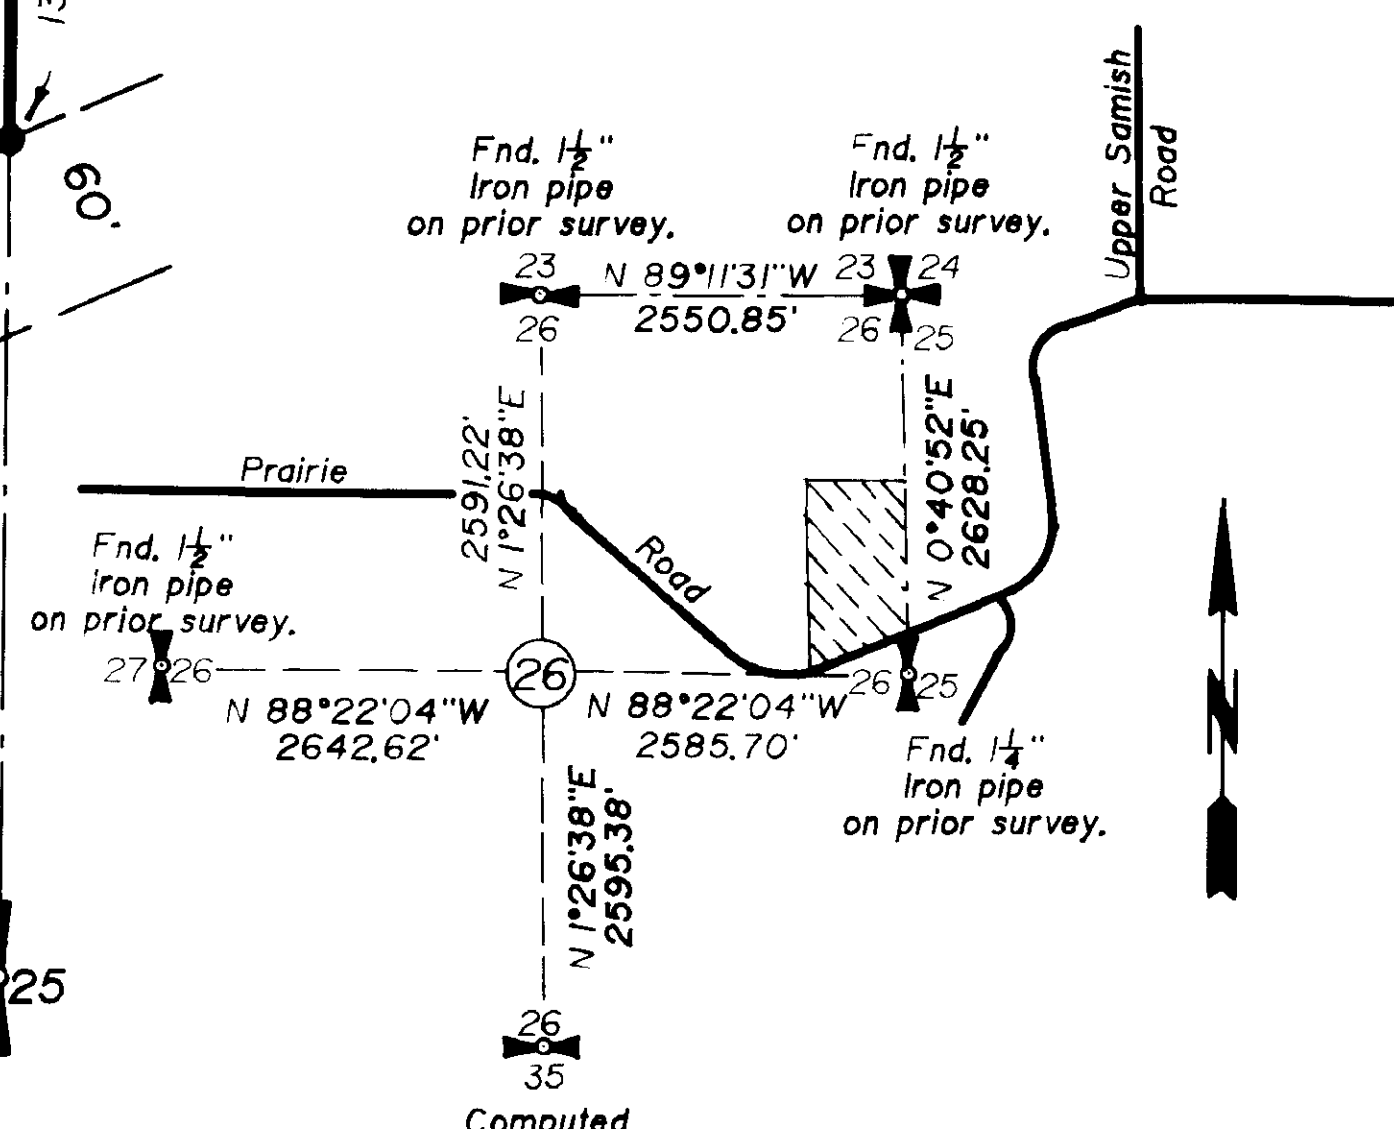 60'
Upper Samish
Road
Fnd. 1½"
Iron pipe
on prior survey.
Fnd. 1½"
Iron pipe
on prior survey.
23
26
N 89°11'31"W
2550.85'
23 24
26 25
2591.22'
N 1°26'38"E
N 0°40'52"E
2628.25'
Prairie
Road
Fnd. 1½"
Iron pipe
on prior survey.
27 26
26
26 25
N 88°22'04"W
2642.62'
N 88°22'04"W
2585.70'
Fnd. 1¼"
Iron pipe
on prior survey.
N
N 1°26'38"E
2595.38'
25
26
35
Computed